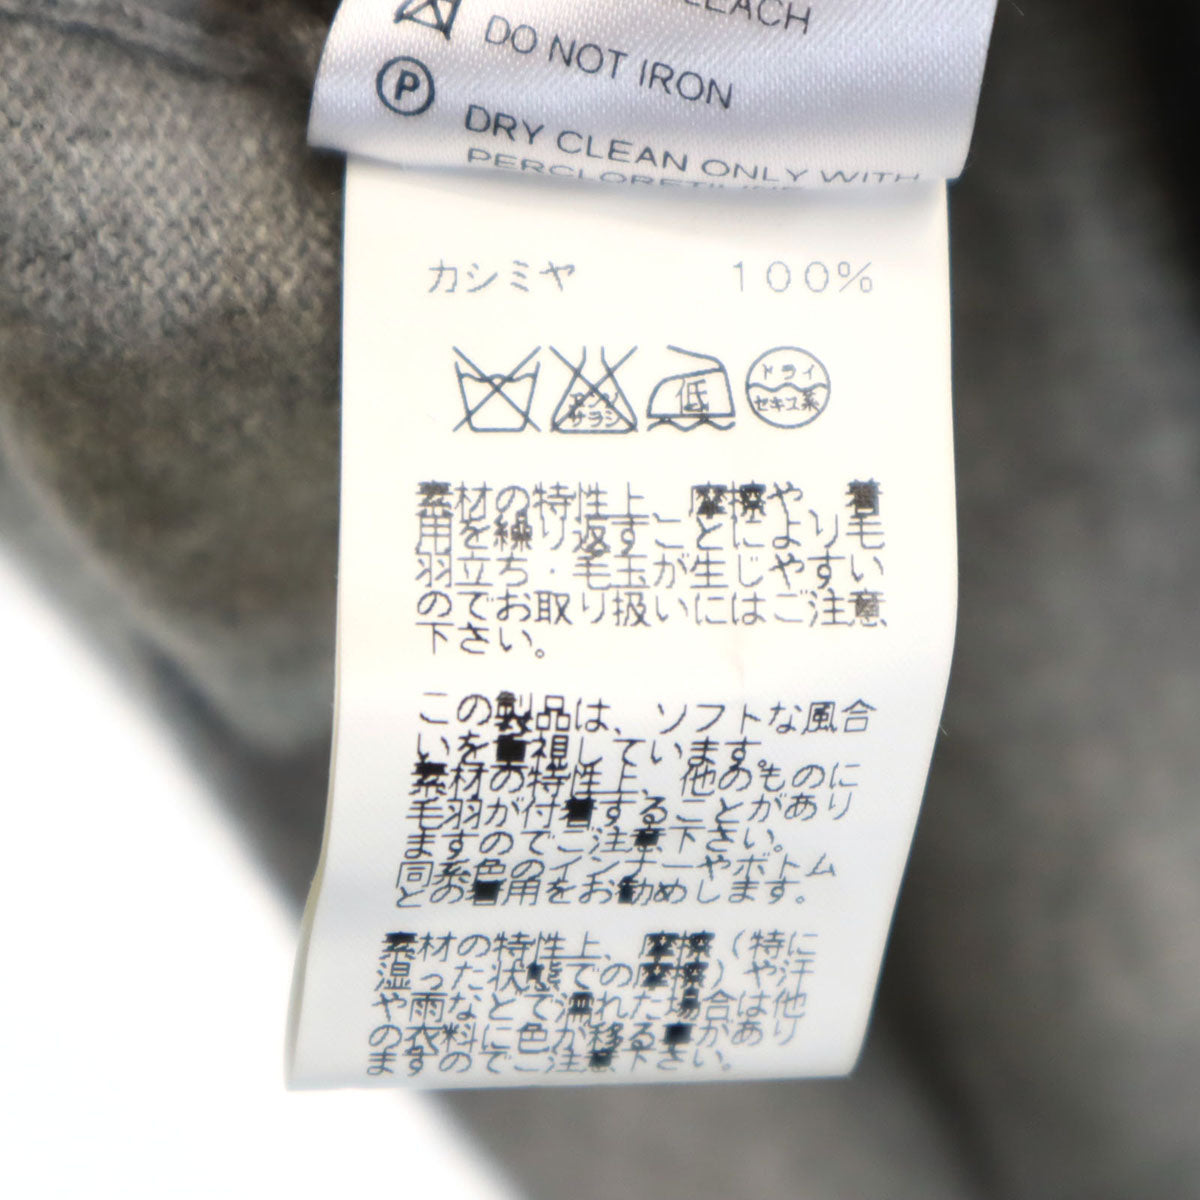 DO NOT IRON
P
DRY CLEAN ONLY WITH
カシミヤ 100%
エンソ
サラシ
低
ドライ
セキユ系
素材の特性上、摩擦や、着
用を繰り返すことにより毛
羽立ち・毛玉が生じやすい
のでお取り扱いにはご注意
下さい。
この製品は、ソフトな風合
いを重視しています。
素材の特性上、他のものに
毛羽が付着することがあり
ますのでご注意下さい。
同系色のインナーやボトム
とのお着用をお勧めします。
素材の特性上、摩擦(特に
湿った状態での摩擦)や汗
や雨などで濡れた場合は他
の衣料に色が移る事があり
ますのでご注意下さい。